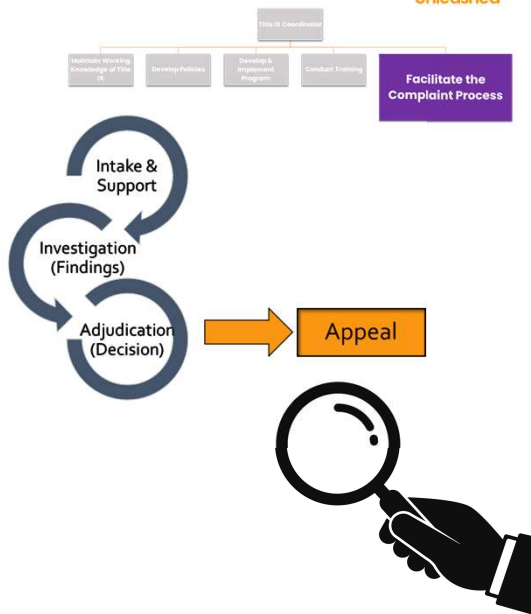 Unleashed
Title IX Coordinator
Maintain Working
Knowledge of Title
IX
Develop Policies
Develop &
Implement
Program
Conduct Training
Facilitate the
Complaint Process
Intake &
Support
Investigation
(Findings)
Adjudication
(Decision)
Appeal